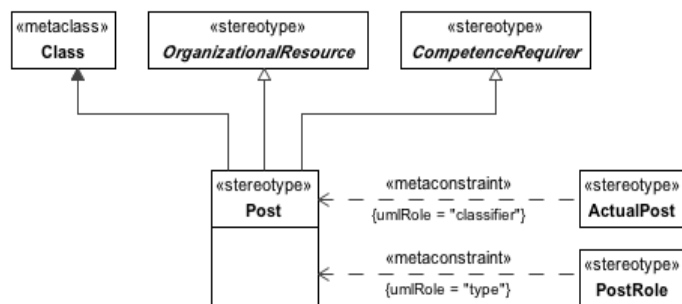 «metaclass»
Class
«stereotype»
OrganizationalResource
«stereotype»
CompetenceRequirer
«stereotype»
Post
«metaconstraint»
{umlRole = "classifier"}
«stereotype»
ActualPost
«metaconstraint»
{umlRole = "type"}
«stereotype»
PostRole